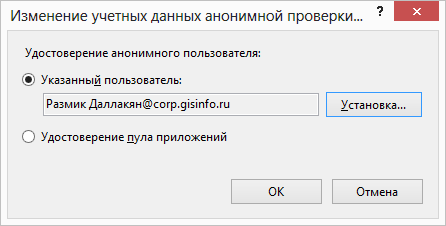 Изменение учетных данных анонимной проверки...
Удостоверение анонимного пользователя:
Указанный пользователь:
Размик Даллакян@corp.gisinfo.ru
Установка...
Удостоверение пула приложений
ОК
Отмена